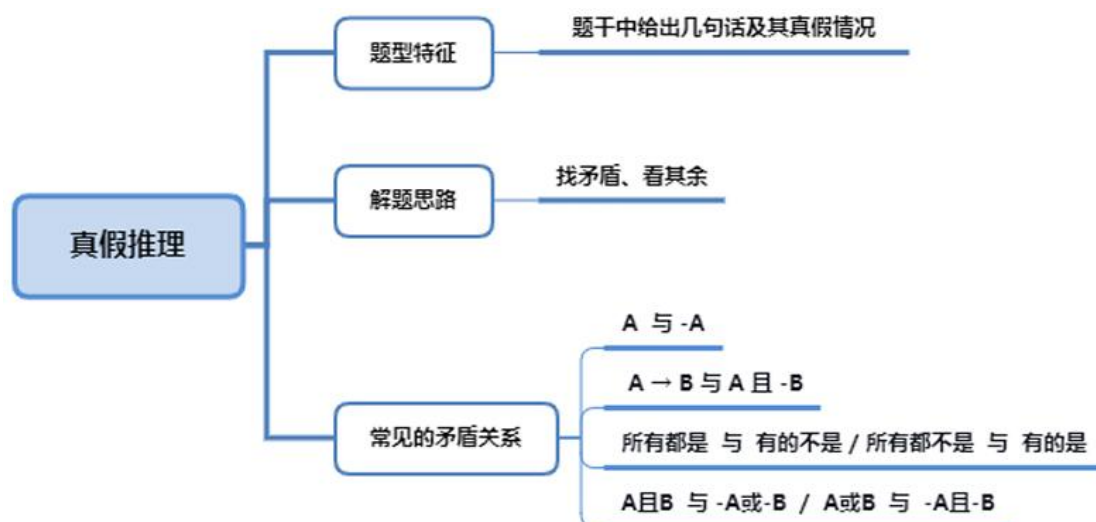 真假推理
题型特征
题干中给出几句话及其真假情况
解题思路
找矛盾、看其余
常见的矛盾关系
A 与 -A
A → B 与 A 且 -B
所有都是 与 有的不是 / 所有都不是 与 有的是
A且B 与 -A或-B / A或B 与 -A且-B